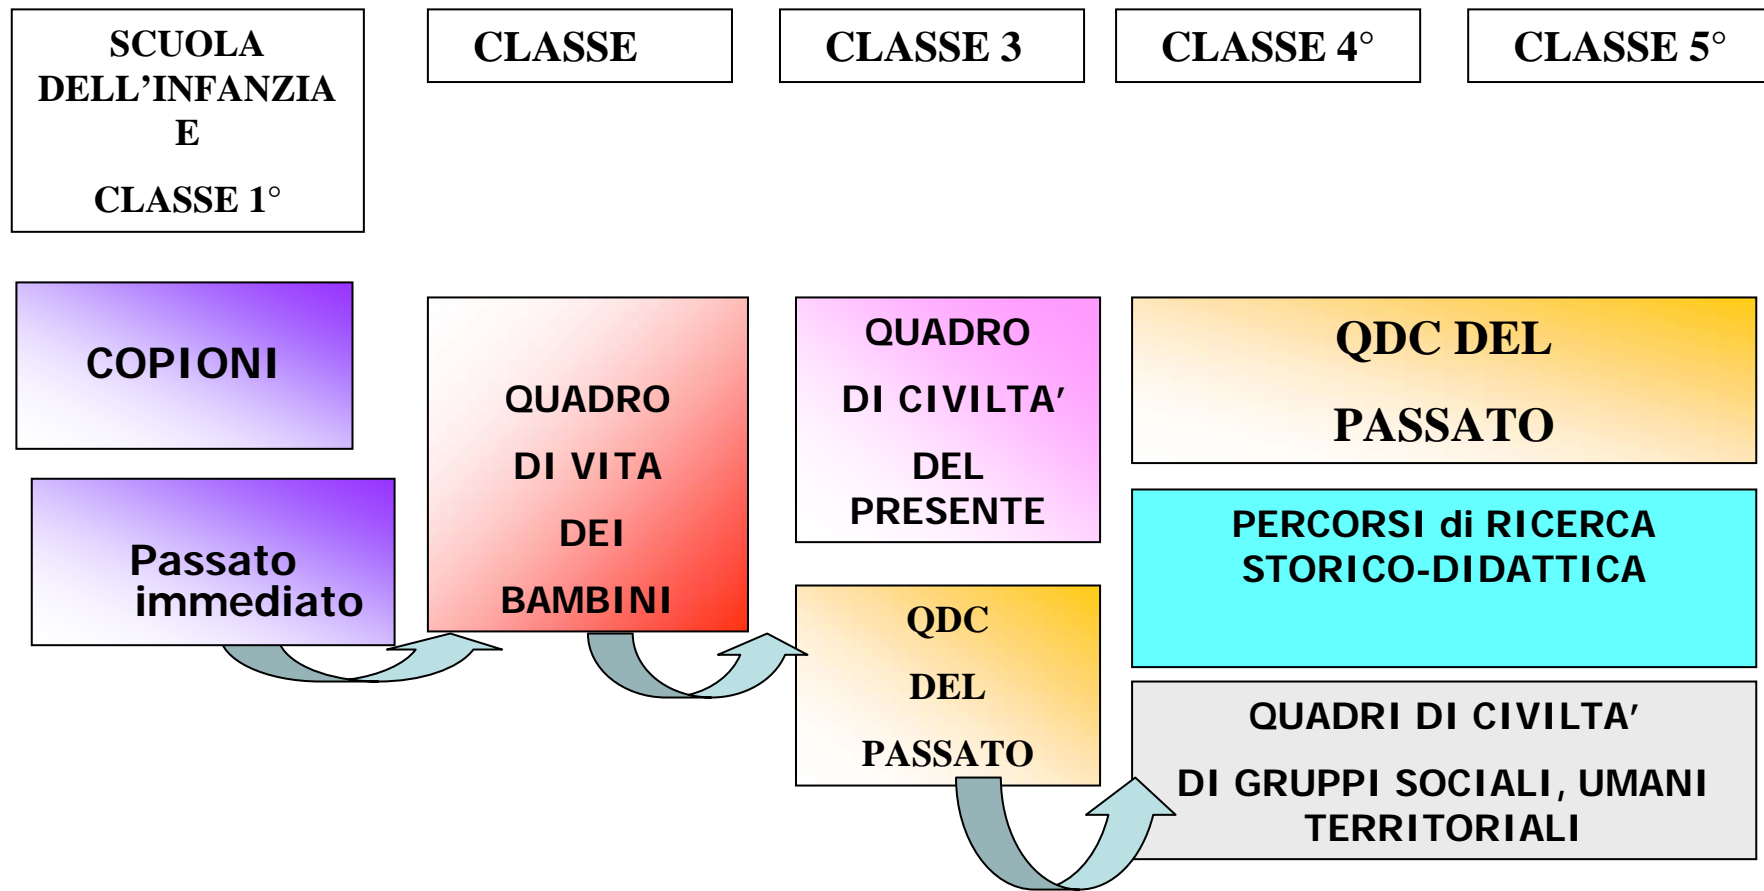 SCUOLA
DELL’INFANZIA
E
CLASSE 1°
CLASSE
CLASSE 3
CLASSE 4°
CLASSE 5°
COPIONI
Passato
immediato
QUADRO
DI VITA
DEI
BAMBINI
QUADRO
DI CIVILTA’
DEL
PRESENTE
QDC
DEL
PASSATO
QDC DEL
PASSATO
PERCORSI di RICERCA
STORICO-DIDATTICA
QUADRI DI CIVILTA’
DI GRUPPI SOCIALI, UMANI
TERRITORIALI